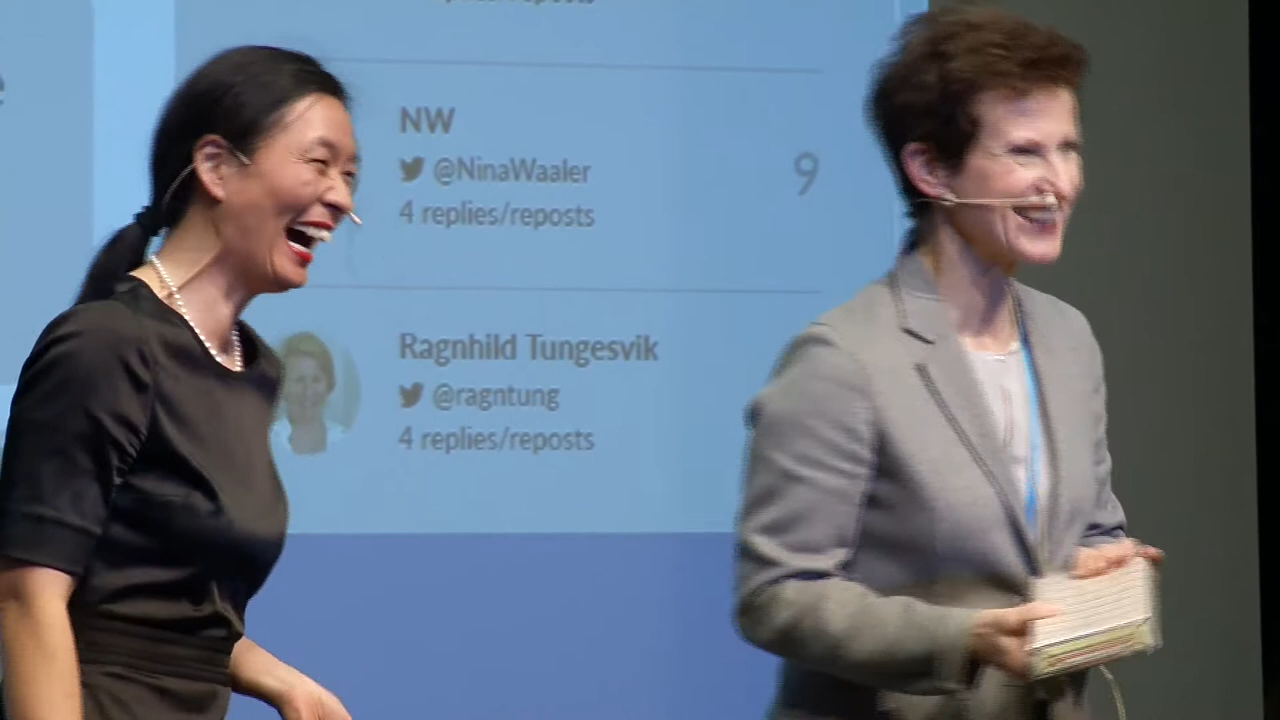 NW
@NinaWaaler
4 replies/reposts
9
Ragnhild Tungesvik
@ragntung
4 replies/reposts